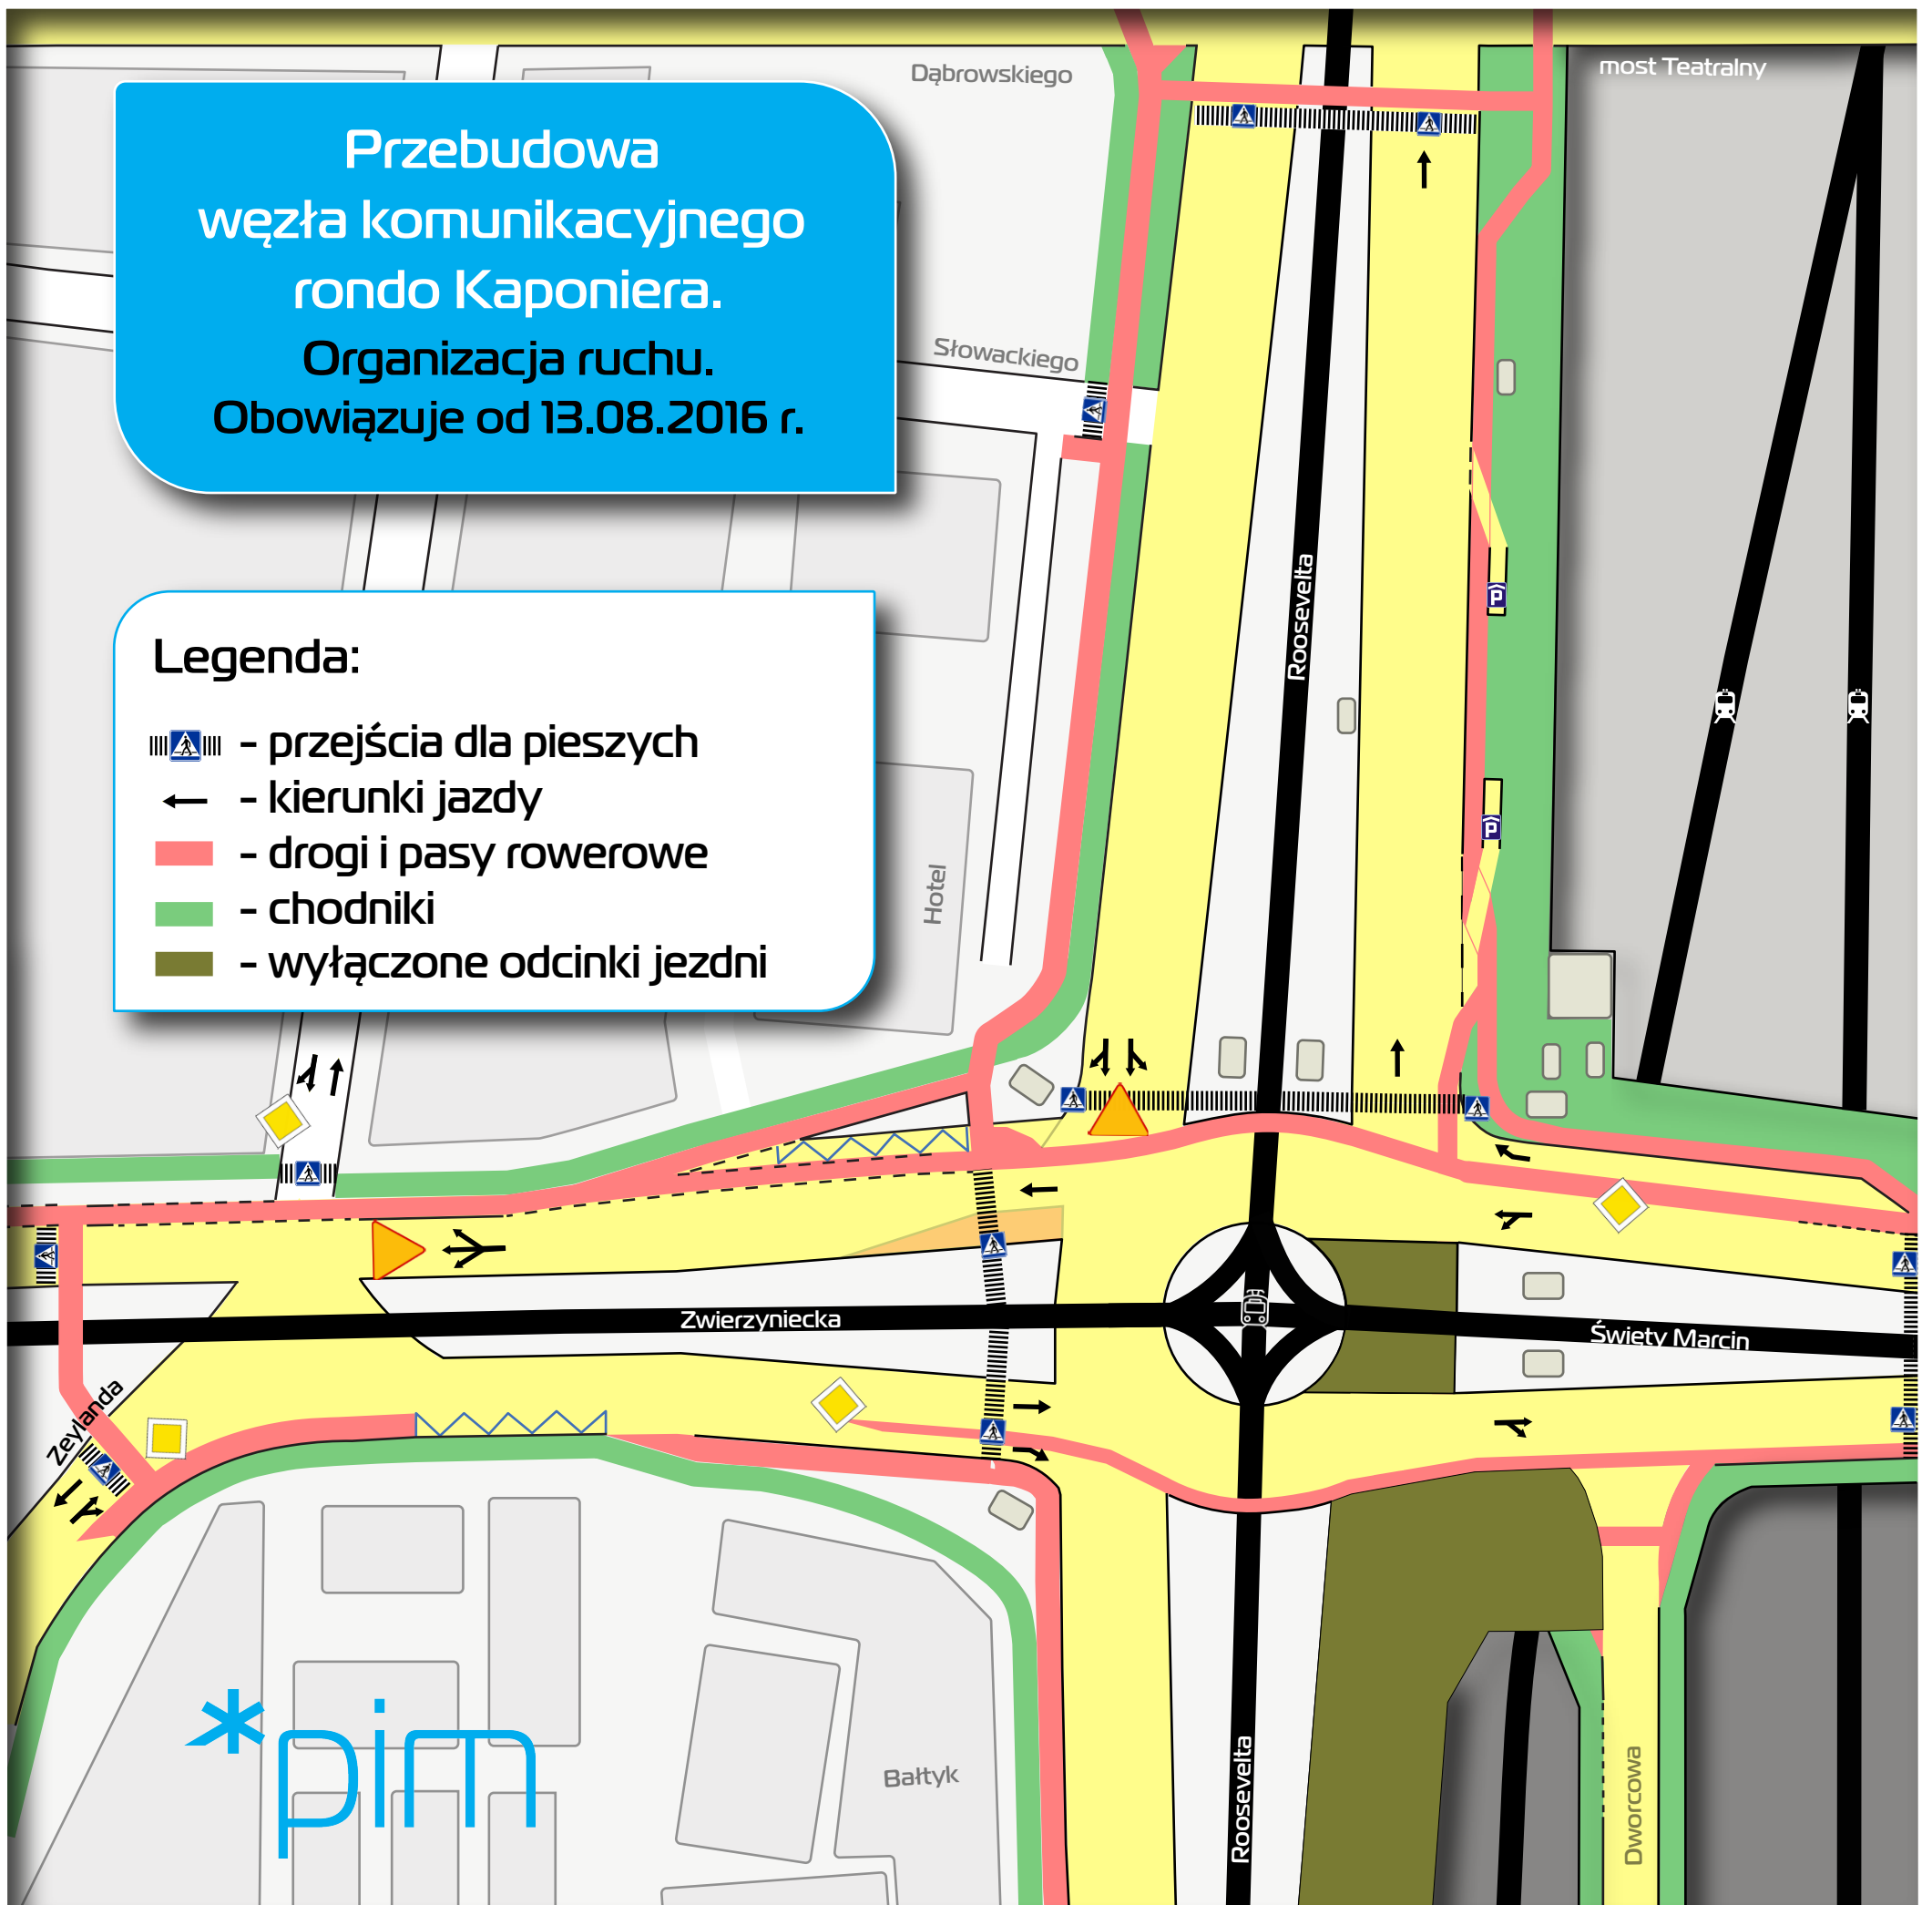 Dąbrowskiego
most Teatralny
Przebudowa
węzła komunikacyjnego
rondo Kaponiera.
Organizacja ruchu.
Obowiązuje od 13.08.2016 r.
Słowackiego
Roosevelta
P
Legenda:
- przejścia dla pieszych
- kierunki jazdy
- drogi i pasy rowerowe
- chodniki
- wyłączone odcinki jezdni
P
Hotel
Zwierzyniecka
Święty Marcin
Zeylanda
*pim
Bałtyk
Roosevelta
Dworcowa